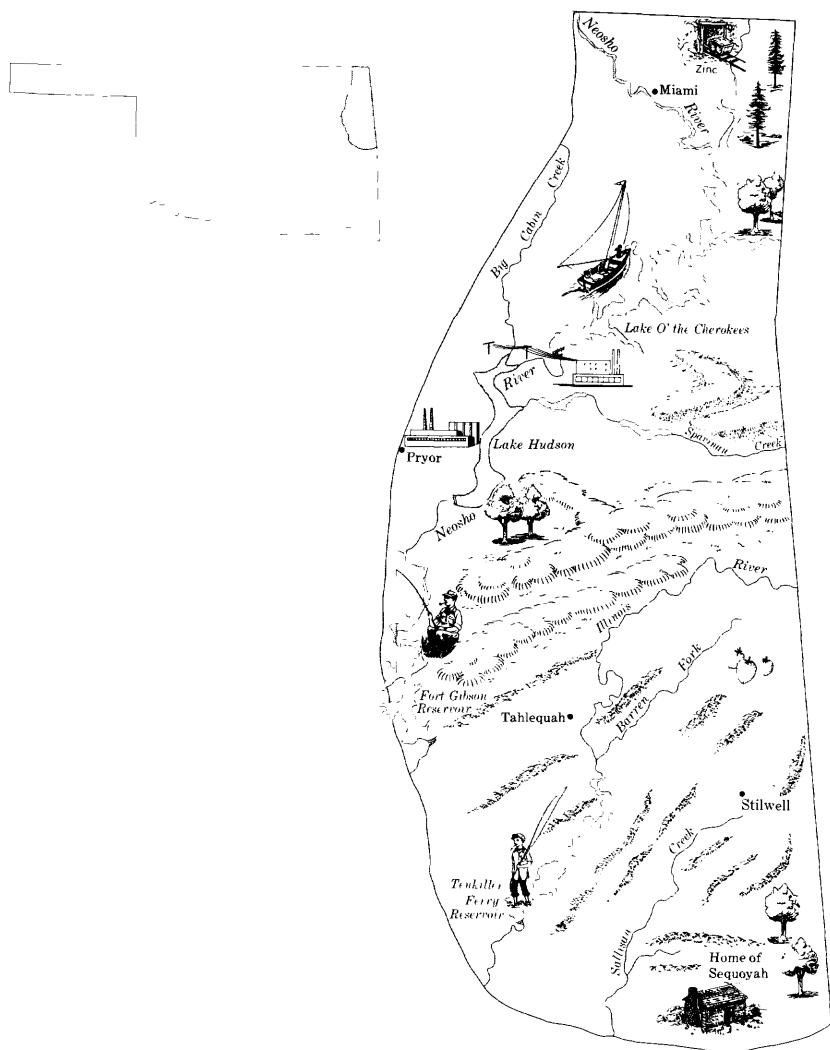 Neosho
Zinc
Miami
River
Big Cabin Creek
Lake O' the Cherokees
River
Pryor
Lake Hudson
Spavinaw Creek
Neosho
River
Illinois
Barren Fork
Fort Gibson
Reservoir
Tahlequah
Stilwell
Creek
Tenkiller
Ferry
Reservoir
Sallisaw
Home of
Sequoyah